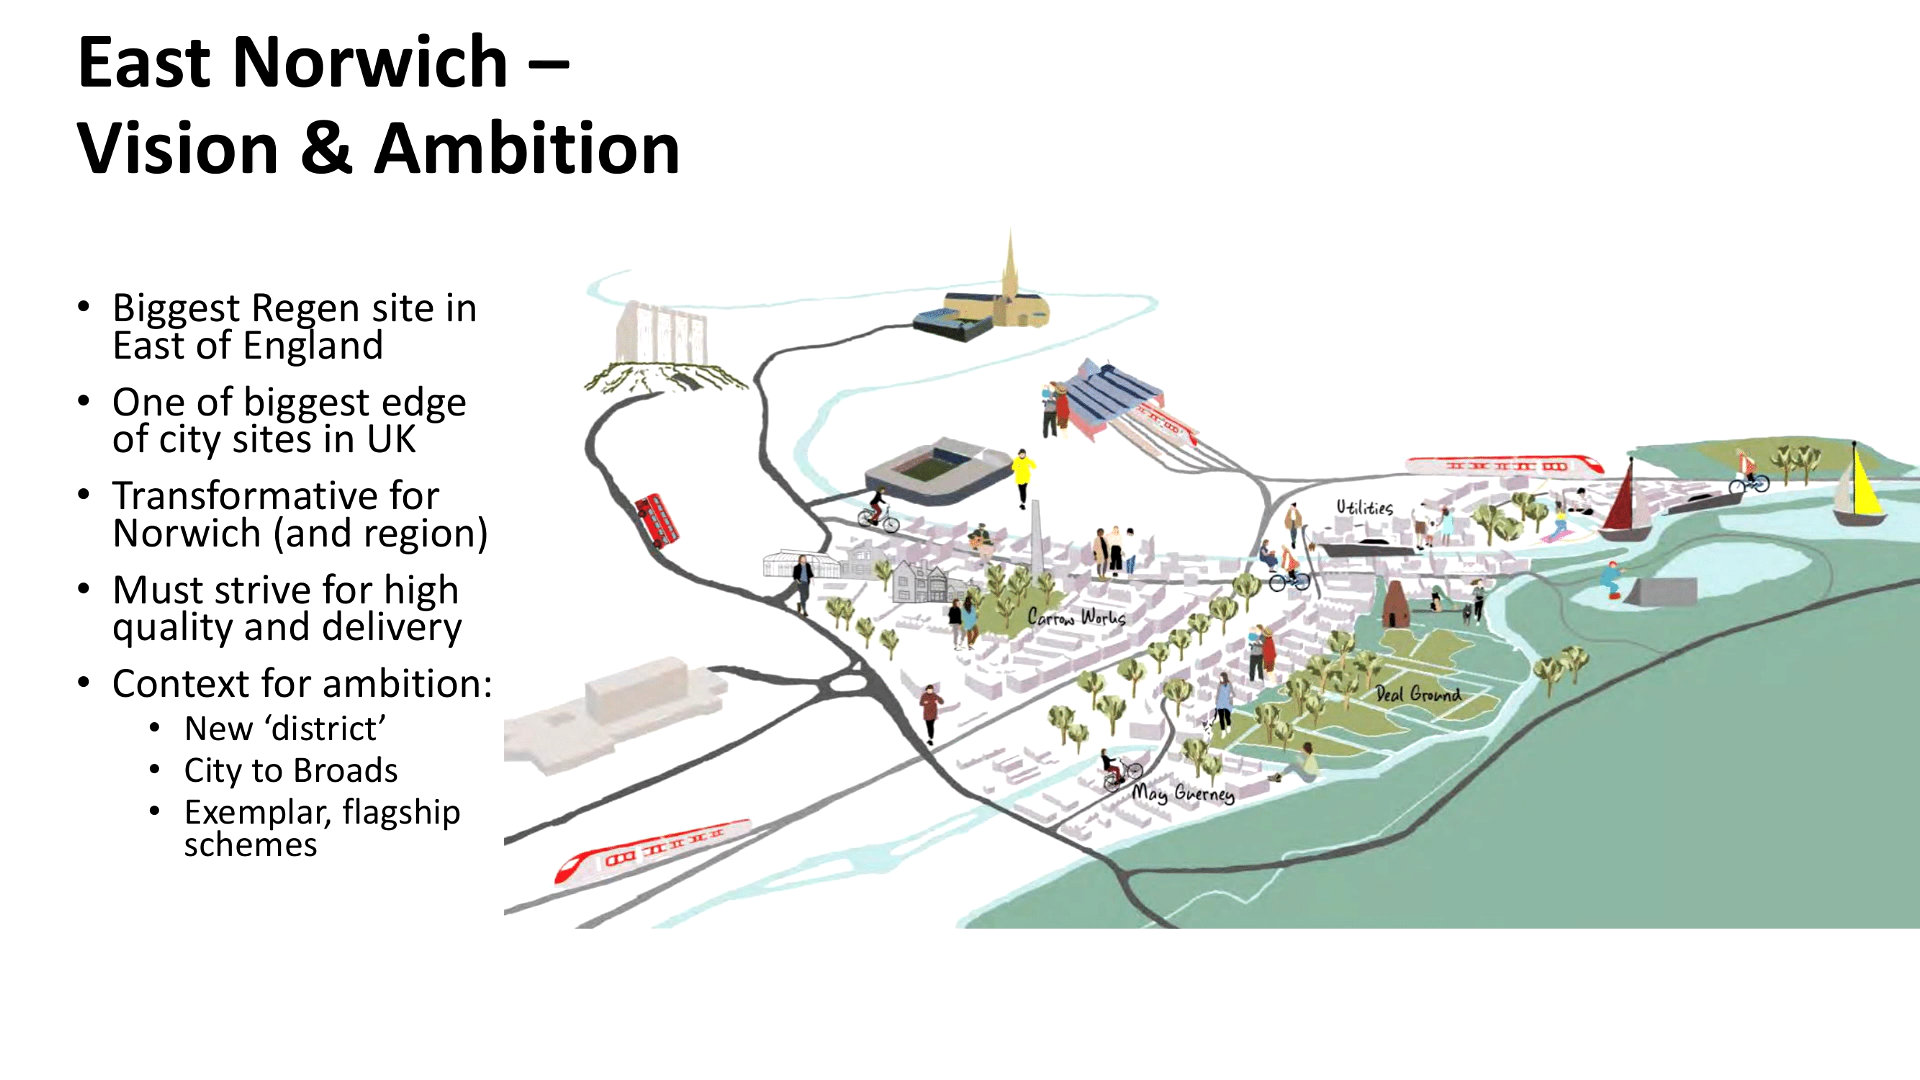 East Norwich –
Vision & Ambition
• Biggest Regen site in
East of England
• One of biggest edge
of city sites in UK
• Transformative for
Norwich (and region)
• Must strive for high
quality and delivery
• Context for ambition:
• New ‘district’
• City to Broads
• Exemplar, flagship
schemes
Utilities
Carrow Works
Deal Ground
May Guerney